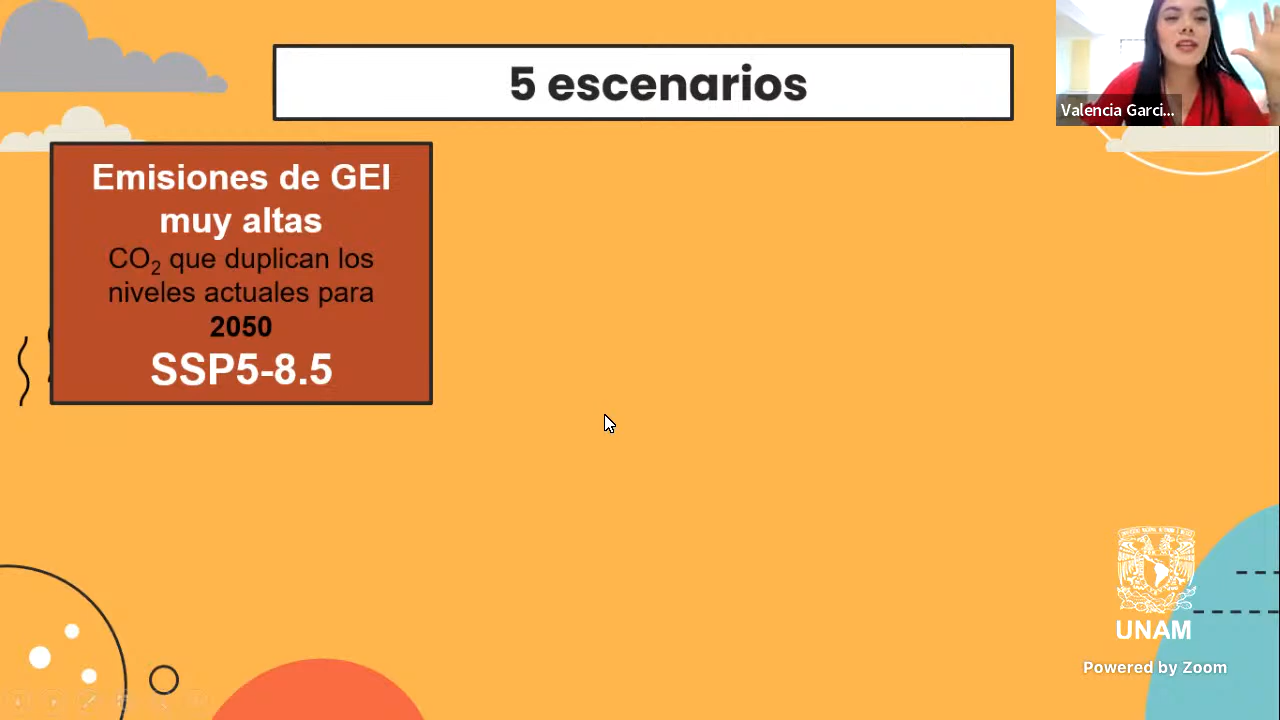 5 escenarios
Valencia Garci...
Emisiones de GEI
muy altas
CO₂ que duplican los
niveles actuales para
2050
SSP5-8.5
UNAM
Powered by Zoom